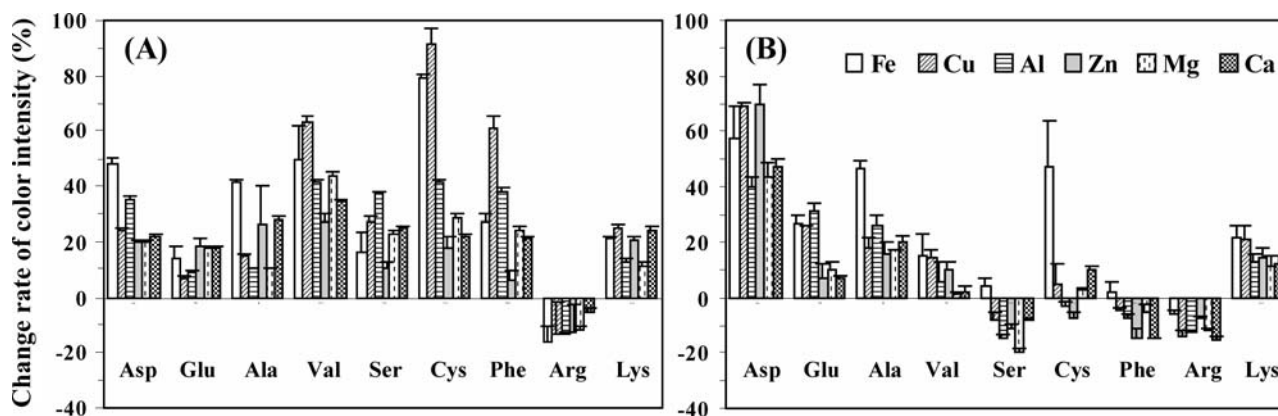 Change rate of color intensity (%)
100
80
60
40
20
0
-20
-40
(A)
Asp Glu Ala Val Ser Cys Phe Arg Lys
100
80
60
40
20
0
-20
-40
(B)
Fe Cu Al Zn Mg Ca
Asp Glu Ala Val Ser Cys Phe Arg Lys